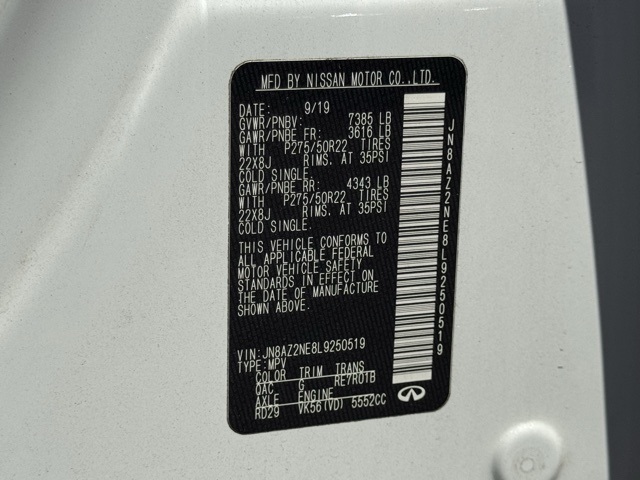 MFD BY NISSAN MOTOR CO.,LTD.
DATE: 9/19
GVWR/PNBV: 7385 LB
GAWR/PNBE FR: 3616 LB
WITH P275/50R22 TIRES
22X8J RIMS. AT 35PSI
COLD SINGLE.
GAWR/PNBE RR: 4343 LB
WITH P275/50R22 TIRES
22X8J RIMS. AT 35PSI
COLD SINGLE.
THIS VEHICLE CONFORMS TO
ALL APPLICABLE FEDERAL
MOTOR VEHICLE SAFETY
STANDARDS IN EFFECT ON
THE DATE OF MANUFACTURE
SHOWN ABOVE.
VIN: JN8AZ2NE8L9250519
TYPE: MPV
COLOR TRIM TRANS
QAC G RE7R01B
AXLE ENGINE
RD29 VK56(VD) 5552CC
JN8AZ2NE8L9250519